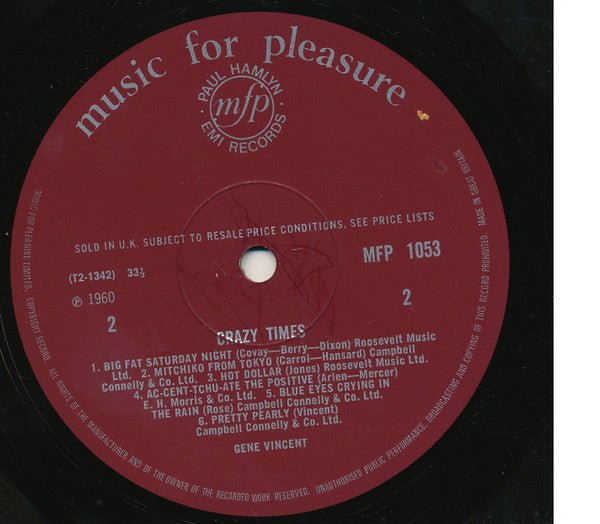 music for pleasure
· PAUL HAMLYN ·
mfp
EMI RECORDS
SOLD IN U.K. SUBJECT TO RESALE PRICE CONDITIONS, SEE PRICE LISTS
(T2-1342) 33⅓
MFP 1053
℗ 1960
2
2
CRAZY TIMES
1. BIG FAT SATURDAY NIGHT (Covay—Berry—Dixon) Roosevelt Music
Ltd. 2. MITCHIKO FROM TOKYO (Carrol—Hansard) Campbell
Connelly & Co. Ltd. 3. HOT DOLLAR (Jones) Roosevelt Music Ltd.
4. AC-CENT-TCHU-ATE THE POSITIVE (Arlen—Mercer)
E. H. Morris & Co. Ltd. 5. BLUE EYES CRYING IN
THE RAIN (Rose) Campbell Connelly & Co. Ltd.
6. PRETTY PEARLY (Vincent)
Campbell Connelly & Co. Ltd.
GENE VINCENT
MUSIC FOR PLEASURE LIMITED. COPYRIGHT RECORD. ALL RIGHTS OF THE MANUFACTURER AND OF THE OWNER OF THE RECORDED WORK RESERVED. UNAUTHORISED PUBLIC PERFORMANCE, BROADCASTING AND COPYING OF THIS RECORD PROHIBITED. MADE IN GREAT BRITAIN